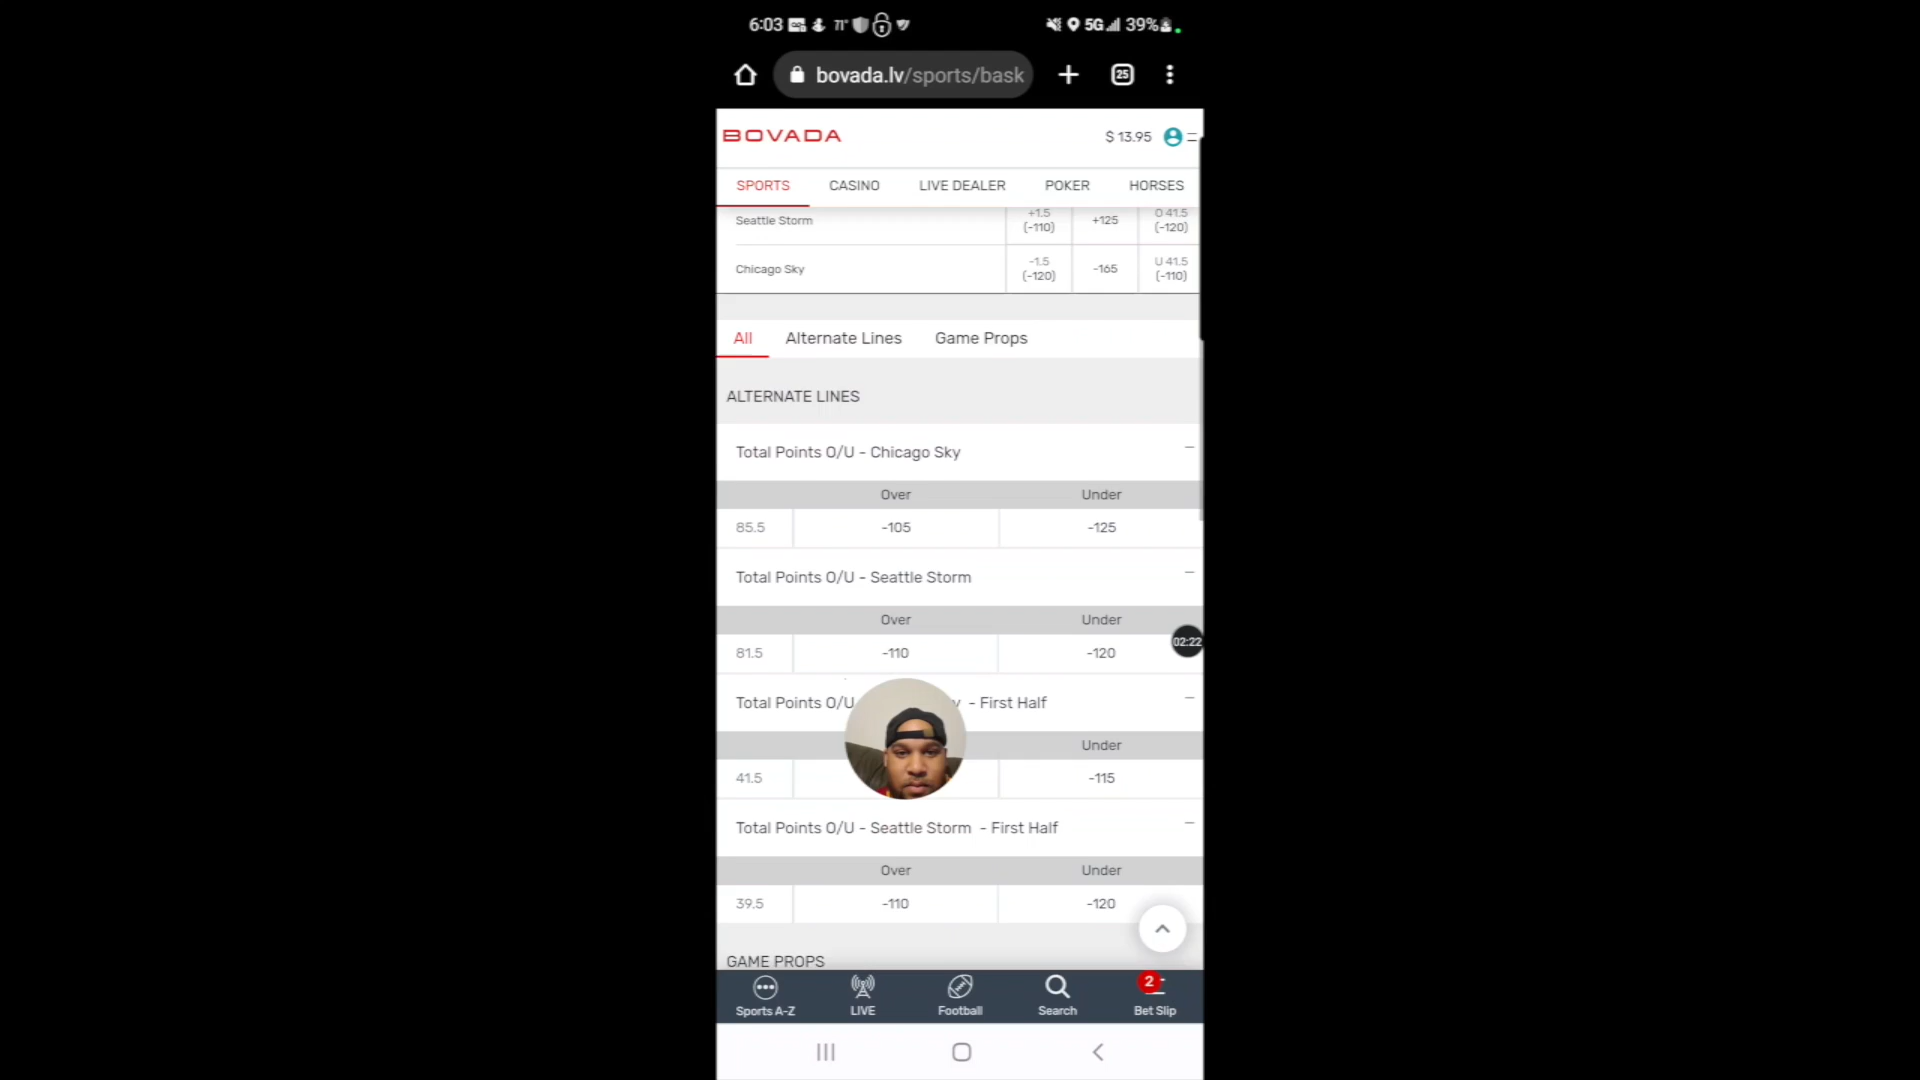 6:03 71° 5G 39%
bovada.lv/sports/bask 25
BOVADA $ 13.95
SPORTS CASINO LIVE DEALER POKER HORSES
Seattle Storm +1.5 (-110) +125 O 41.5 (-120)
Chicago Sky -1.5 (-120) -165 U 41.5 (-110)
All Alternate Lines Game Props
ALTERNATE LINES
Total Points O/U - Chicago Sky
Over Under
85.5 -105 -125
Total Points O/U - Seattle Storm
Over Under
02:22
81.5 -110 -120
Total Points O/U y - First Half
Under
41.5 -115
Total Points O/U - Seattle Storm - First Half
Over Under
39.5 -110 -120
GAME PROPS
2
Sports A-Z LIVE Football Search Bet Slip